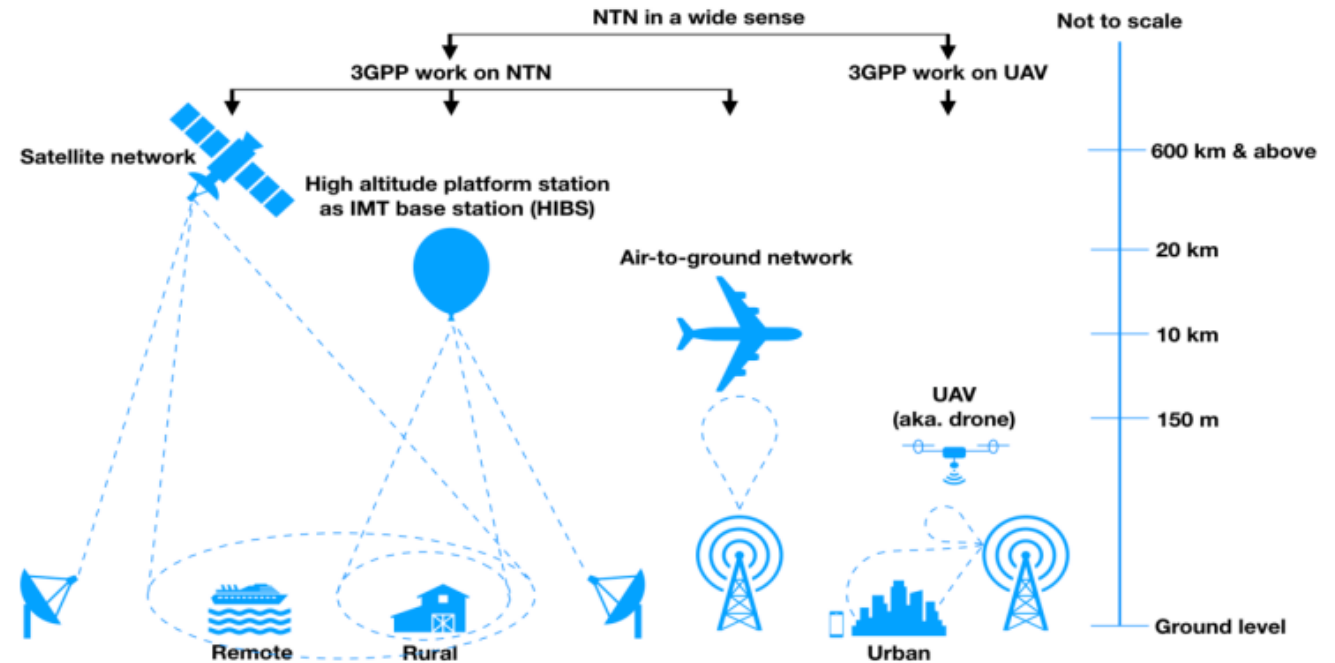 NTN in a wide sense
Not to scale
3GPP work on NTN
3GPP work on UAV
Satellite network
600 km & above
High altitude platform station
as IMT base station (HIBS)
20 km
Air-to-ground network
10 km
UAV
(aka. drone)
150 m
Ground level
Remote
Rural
Urban